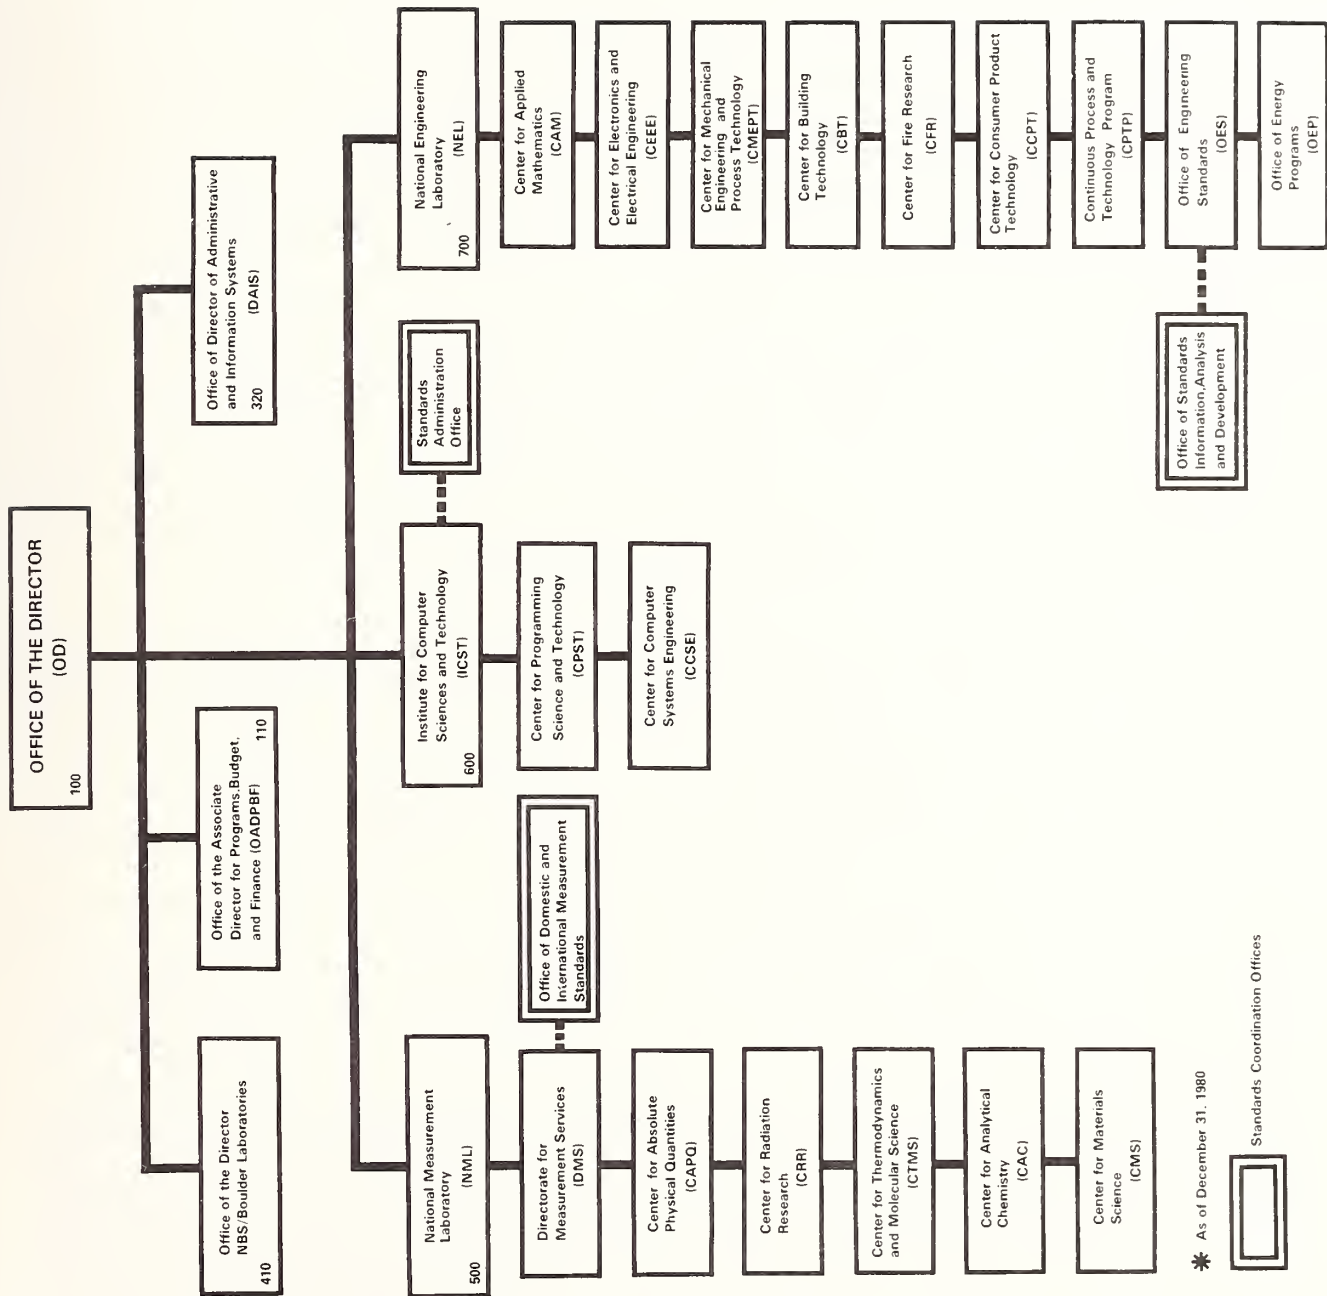 OFFICE OF THE DIRECTOR
(OD)
100
Office of the Director
NBS/Boulder Laboratories
410
Office of the Associate
Director for Programs,Budget,
and Finance (OADPBF)
110
Office of Director of Administrative
and Information Systems
320
(DAIS)
National Measurement
Laboratory
(NML)
500
Directorate for
Measurement Services
(DMS)
Office of Domestic and
International Measurement
Standards
Center for Absolute
Physical Quantities
(CAPQ)
Center for Radiation
Research
(CRR)
Center for Thermodynamics
and Molecular Science
(CTMS)
Center for Analytical
Chemistry
(CAC)
Center for Materials
Science
(CMS)
Institute for Computer
Sciences and Technology
(ICST)
600
Standards
Administration
Office
Center for Programming
Science and Technology
(CPST)
Center for Computer
Systems Engineering
(CCSE)
National Engineering
Laboratory
(NEL)
700
Center for Applied
Mathematics
(CAM)
Center for Electronics and
Electrical Engineering
(CEEE)
Center for Mechanical
Engineering and
Process Technology
(CMEPT)
Center for Building
Technology
(CBT)
Center for Fire Research
(CFR)
Center for Consumer Product
Technology
(CCPT)
Continuous Process and
Technology Program
(CPTP)
Office of Engineering
Standards
(OES)
Office of Standards
Information,Analysis
and Development
Office of Energy
Programs
(OEP)
* As of December 31, 1980
Standards Coordination Offices